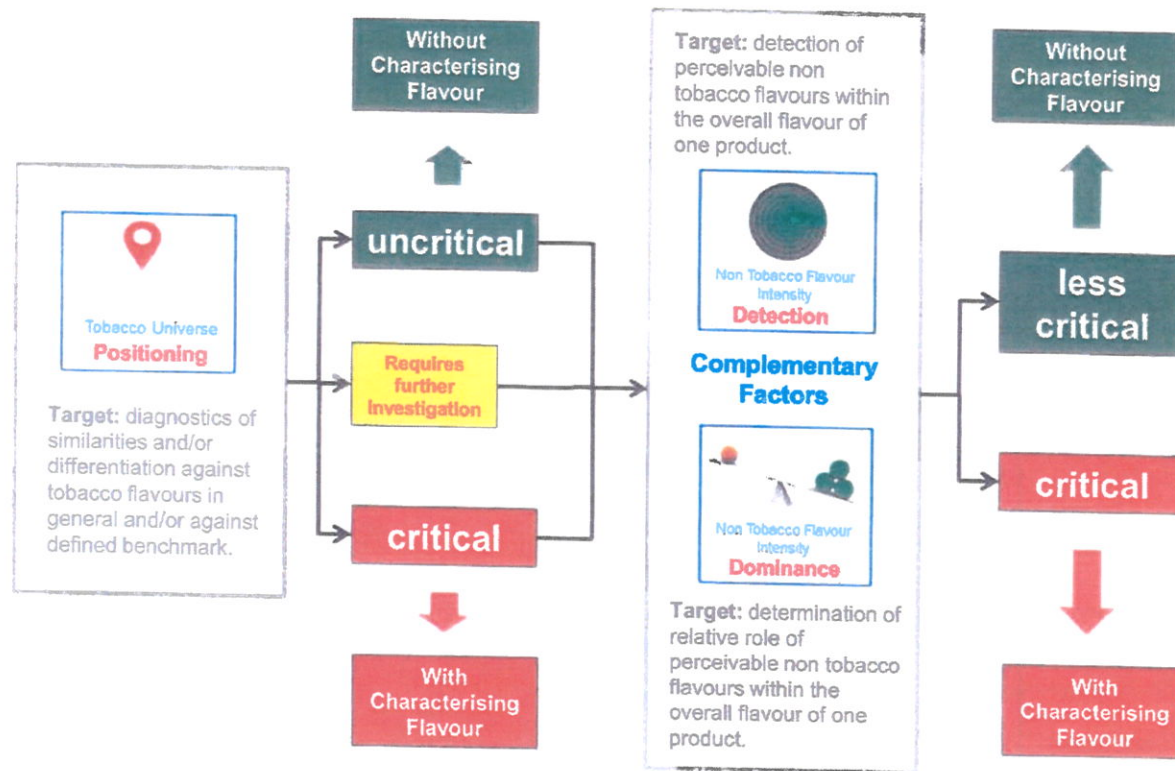 Without
Characterising
Flavour
Tobacco Universe
Positioning
Target: diagnostics of
similarities and/or
differentiation against
tobacco flavours in
general and/or against
defined benchmark.
uncritical
Requires
further
investigation
critical
With
Characterising
Flavour
Target: detection of
perceivable non
tobacco flavours within
the overall flavour of
one product.
Non Tobacco Flavour
Intensity
Detection
Complementary
Factors
Non Tobacco Flavour
Intensity
Dominance
Target: determination of
relative role of
perceivable non tobacco
flavours within the
overall flavour of one
product.
Without
Characterising
Flavour
less
critical
critical
With
Characterising
Flavour